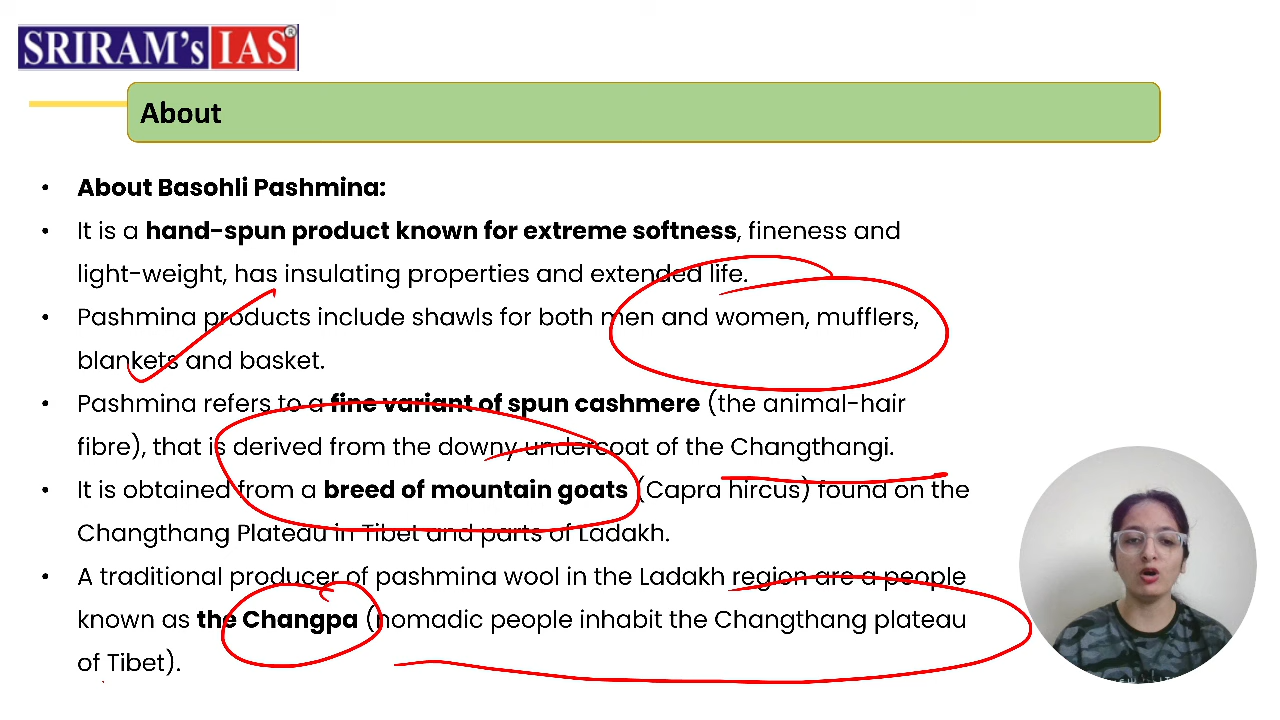 SRIRAM's IAS®
About
• About Basohli Pashmina:
• It is a hand-spun product known for extreme softness, fineness and
light-weight, has insulating properties and extended life.
• Pashmina products include shawls for both men and women, mufflers,
blankets and basket.
• Pashmina refers to a fine variant of spun cashmere (the animal-hair
fibre), that is derived from the downy undercoat of the Changthangi.
• It is obtained from a breed of mountain goats (Capra hircus) found on the
Changthang Plateau in Tibet and parts of Ladakh.
• A traditional producer of pashmina wool in the Ladakh region are a people
known as the Changpa (nomadic people inhabit the Changthang plateau
of Tibet).